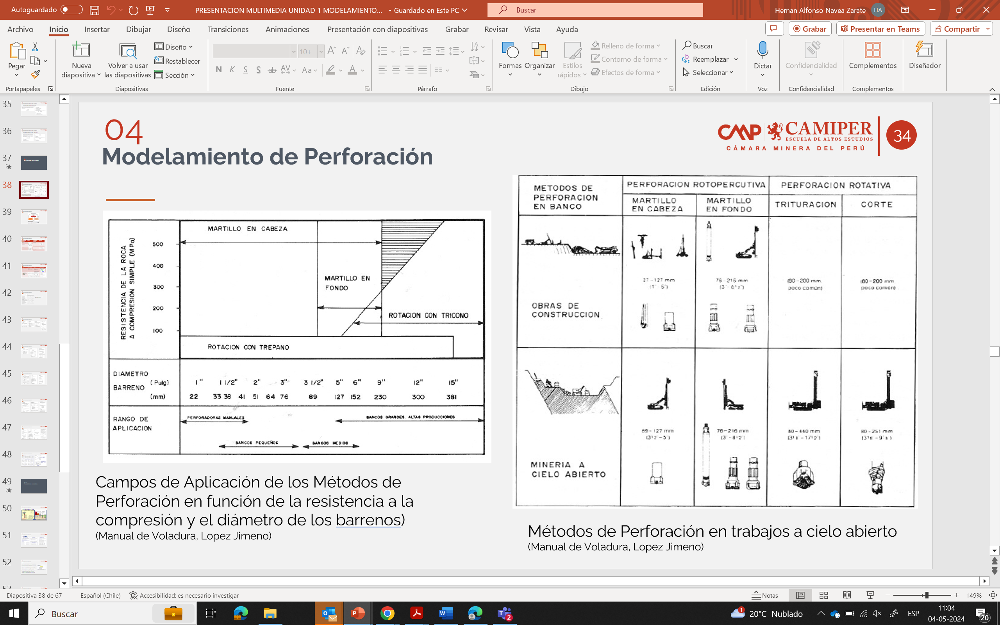 Autoguardado
PRESENTACION MULTIMEDIA UNIDAD 1 MODELAMIENTO... • Guardado en Este PC
Buscar
Hernan Alfonso Navea Zarate
HA
Archivo Inicio Insertar Dibujar Diseño Transiciones Animaciones Presentación con diapositivas Grabar Revisar Vista Ayuda
Grabar
Presentar en Teams
Compartir
Pegar
Nueva diapositiva
Volver a usar las diapositivas
Diseño
Restablecer
Sección
10+
N K S S ab AV Aa A
Formas
Organizar
Estilos rápidos
Relleno de forma
Contorno de forma
Efectos de forma
Buscar
Reemplazar
Seleccionar
Dictar
Confidencialidad
Complementos
Diseñador
Portapapeles
Diapositivas
Fuente
Párrafo
Dibujo
Edición
Voz
Confidencialidad
Complementos
35
36
37
38
39
40
41
42
43
44
45
46
47
48
49
50
51
52
04
Modelamiento de Perforación
CMP
CAMIPER
ESCUELA DE ALTOS ESTUDIOS
CÁMARA MINERA DEL PERÚ
34
RESISTENCIA DE LA ROCA
A COMPRESION SIMPLE (MPa)
500
400
300
200
100
MARTILLO EN CABEZA
MARTILLO EN
FONDO
ROTACION CON TRICONO
ROTACION CON TREPANO
DIAMETRO
BARRENO
(Pulg) 1" 1 1/2" 2" 3" 3 1/2" 5" 6" 9" 12" 15"
(mm) 22 33 38 41 51 64 76 89 127 152 230 300 381
RANGO DE
APLICACION
PERFORADORAS MANUALES
BANCOS GRANDES. ALTAS PRODUCCIONES
BANCOS PEQUEÑOS
BANCOS MEDIOS
Campos de Aplicación de los Métodos de
Perforación en función de la resistencia a la
compresión y el diámetro de los barrenos)
(Manual de Voladura, Lopez Jimeno)
METODOS DE
PERFORACION
EN BANCO
PERFORACION ROTOPERCUTIVA
PERFORACION ROTATIVA
MARTILLO
EN CABEZA
MARTILLO
EN FONDO
TRITURACION
CORTE
27-127 mm
(1"-5")
76-216 mm
(3"-8 1/2")
(80-200 mm.
poco común)
(80-200 mm.
poco común)
OBRAS DE
CONSTRUCCION
89-127 mm
(3 1/2"-5")
76-216 mm
(3"-8 1/2")
80-440 mm
80-251 mm
MINERIA A
CIELO ABIERTO
Métodos de Perforación en trabajos a cielo abierto
(Manual de Voladura, Lopez Jimeno)
Diapositiva 38 de 67
Español (Chile)
Accesibilidad: es necesario investigar
Notas
149%
Buscar
20°C Nublado
ESP
11:04
04-05-2024
20